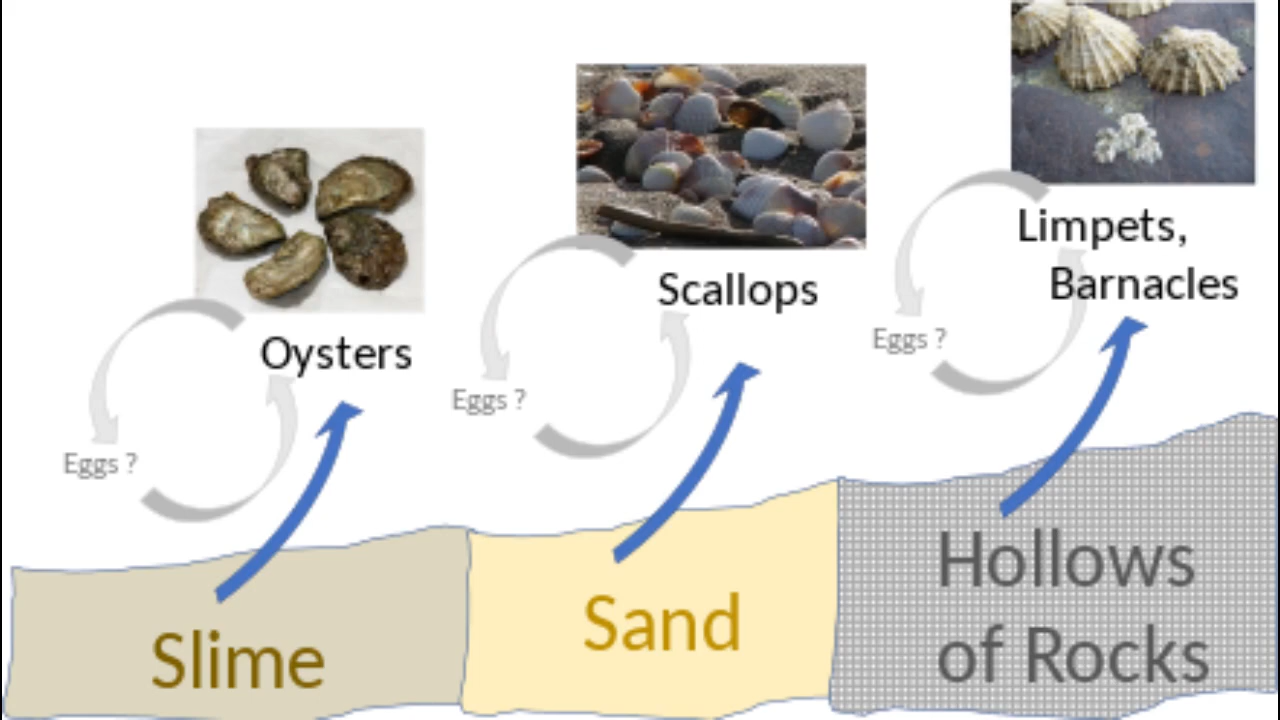 Limpets,
Barnacles
Scallops
Oysters
Eggs ?
Eggs ?
Eggs ?
Slime
Sand
Hollows
of Rocks